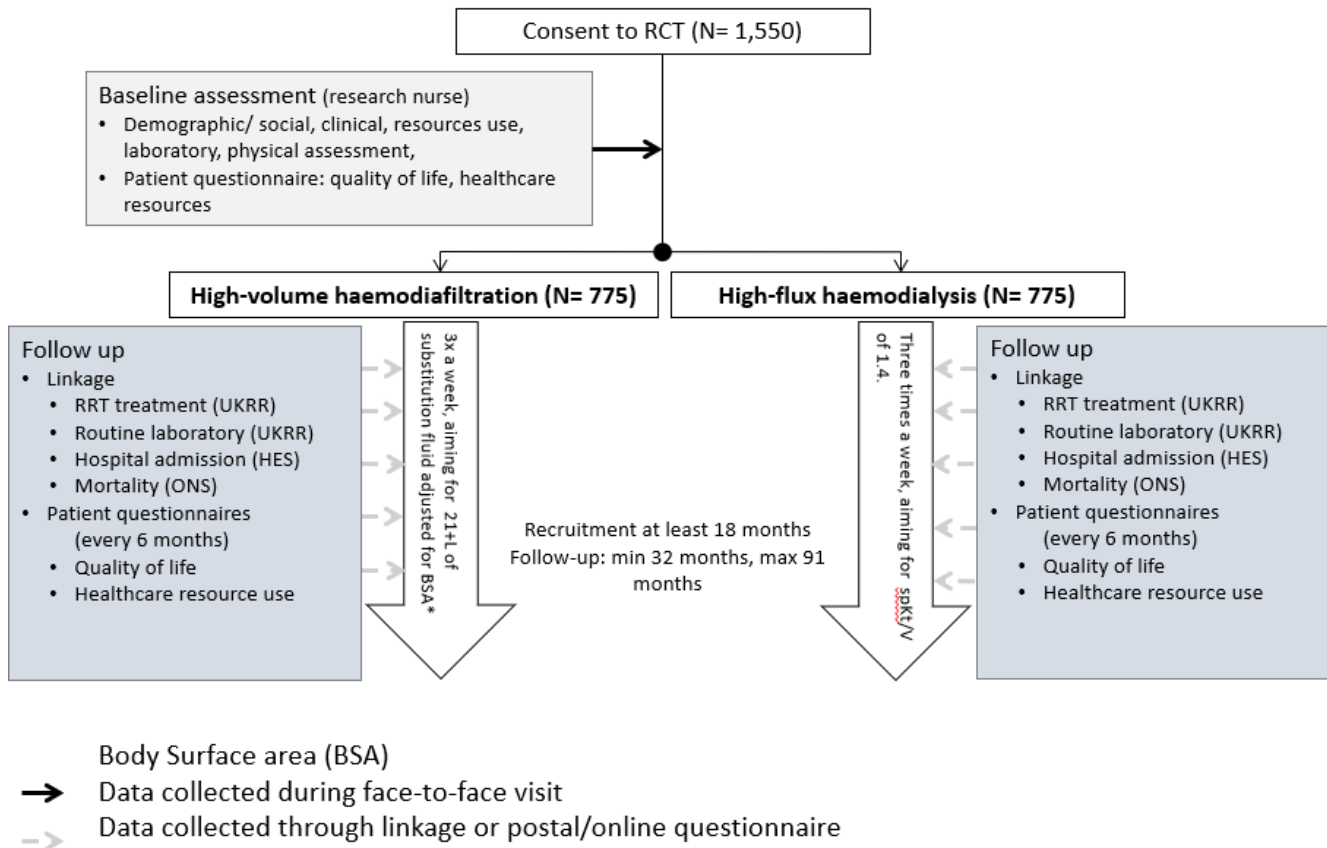 Consent to RCT (N= 1,550)
Baseline assessment (research nurse)
• Demographic/ social, clinical, resources use,
laboratory, physical assessment,
• Patient questionnaire: quality of life, healthcare
resources
High-volume haemodiafiltration (N= 775)
High-flux haemodialysis (N= 775)
Follow up
• Linkage
• RRT treatment (UKRR)
• Routine laboratory (UKRR)
• Hospital admission (HES)
• Mortality (ONS)
• Patient questionnaires
(every 6 months)
• Quality of life
• Healthcare resource use
3x a week, aiming for 21+L of
substitution fluid adjusted for BSA*
Recruitment at least 18 months
Follow-up: min 32 months, max 91
months
Three times a week, aiming for spKt/V
of 1.4.
Follow up
• Linkage
• RRT treatment (UKRR)
• Routine laboratory (UKRR)
• Hospital admission (HES)
• Mortality (ONS)
• Patient questionnaires
(every 6 months)
• Quality of life
• Healthcare resource use
Body Surface area (BSA)
Data collected during face-to-face visit
Data collected through linkage or postal/online questionnaire